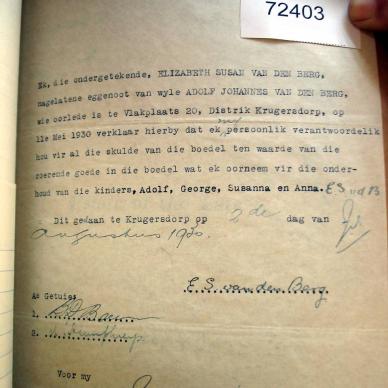 72403
Ek, die ondergetekende, ELIZABETH SUSAN VAN DEN BERG,
nagelatene eggenoot van wyle ADOLF JOHANNES VAN DEN BERG,
wie oorlede is te Vlakplaats 20, Distrik Krugersdorp, op
11e Mei 1930 verklaar hierby dat ek my persoonlik verantwoordelik
hou vir al die skulde van die boedel ten waarde van die
roerende goede in die boedel wat ek oorneem vir die onder-
houd van die kinders, Adolf, George, Susanna en Anna. E S vd B
Dit gedaan te Krugersdorp op 2de dag van
Augustus 1930.
E S. van den Berg
As Getuie:
1.
2.
Voor my